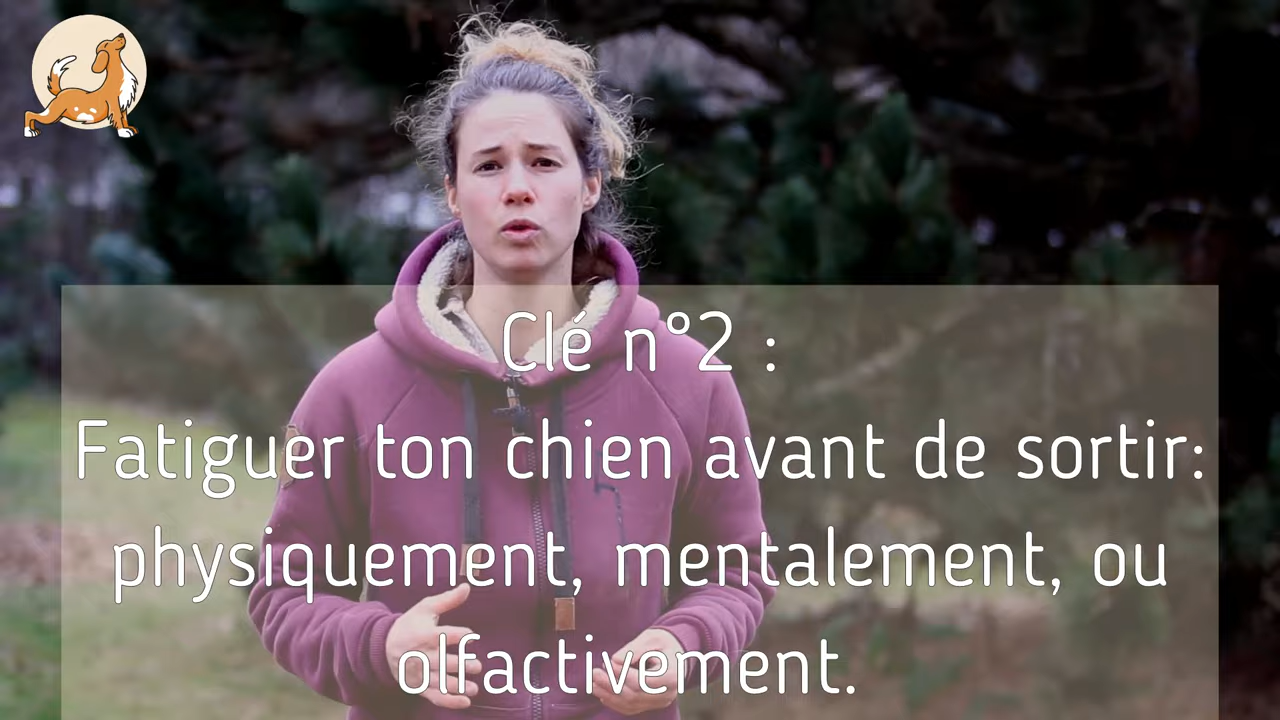 Clé n°2 :
Fatiguer ton chien avant de sortir:
physiquement, mentalement, ou
olfactivement.